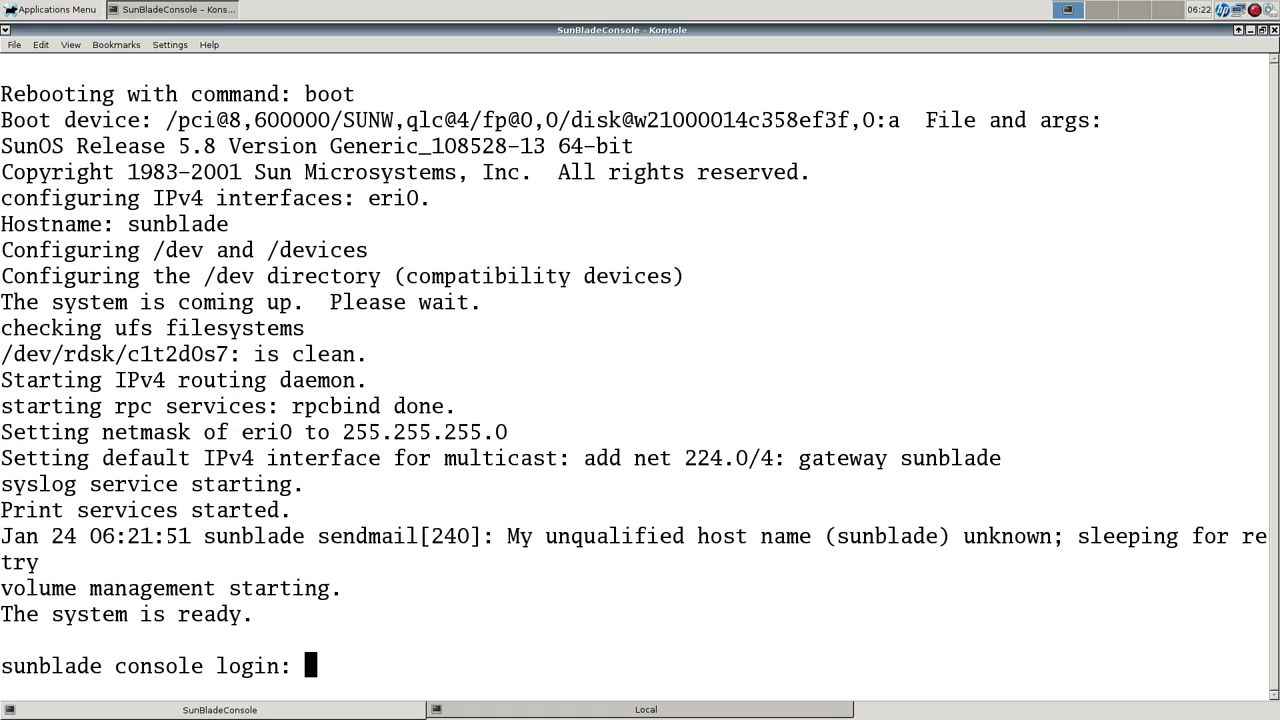 Applications Menu
SunBladeConsole – Kons...
06:22
SunBladeConsole - Konsole
File Edit View Bookmarks Settings Help
Rebooting with command: boot
Boot device: /pci@8,600000/SUNW,qlc@4/fp@0,0/disk@w21000014c358ef3f,0:a  File and args:
SunOS Release 5.8 Version Generic_108528-13 64-bit
Copyright 1983-2001 Sun Microsystems, Inc.  All rights reserved.
configuring IPv4 interfaces: eri0.
Hostname: sunblade
Configuring /dev and /devices
Configuring the /dev directory (compatibility devices)
The system is coming up.  Please wait.
checking ufs filesystems
/dev/rdsk/c1t2d0s7: is clean.
Starting IPv4 routing daemon.
starting rpc services: rpcbind done.
Setting netmask of eri0 to 255.255.255.0
Setting default IPv4 interface for multicast: add net 224.0/4: gateway sunblade
syslog service starting.
Print services started.
Jan 24 06:21:51 sunblade sendmail[240]: My unqualified host name (sunblade) unknown; sleeping for re
try
volume management starting.
The system is ready.
sunblade console login:
SunBladeConsole
Local